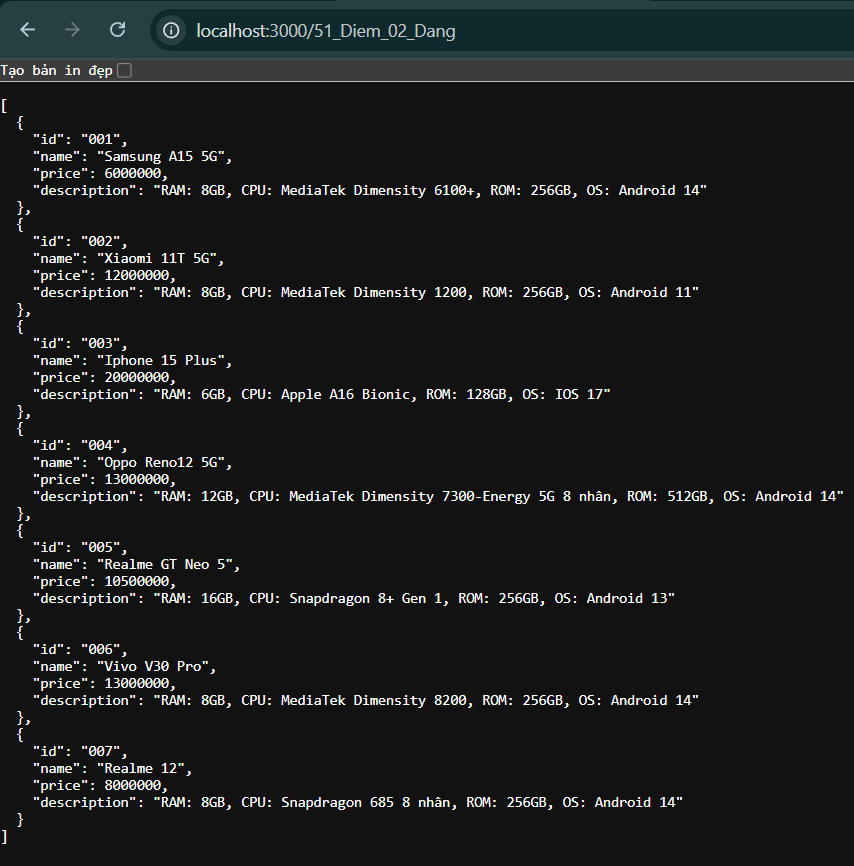 localhost:3000/51_Diem_02_Dang
Tạo bản in đẹp
[
  {
    "id": "001",
    "name": "Samsung A15 5G",
    "price": 6000000,
    "description": "RAM: 8GB, CPU: MediaTek Dimensity 6100+, ROM: 256GB, OS: Android 14"
  },
  {
    "id": "002",
    "name": "Xiaomi 11T 5G",
    "price": 12000000,
    "description": "RAM: 8GB, CPU: MediaTek Dimensity 1200, ROM: 256GB, OS: Android 11"
  },
  {
    "id": "003",
    "name": "Iphone 15 Plus",
    "price": 20000000,
    "description": "RAM: 6GB, CPU: Apple A16 Bionic, ROM: 128GB, OS: IOS 17"
  },
  {
    "id": "004",
    "name": "Oppo Reno12 5G",
    "price": 13000000,
    "description": "RAM: 12GB, CPU: MediaTek Dimensity 7300-Energy 5G 8 nhân, ROM: 512GB, OS: Android 14"
  },
  {
    "id": "005",
    "name": "Realme GT Neo 5",
    "price": 10500000,
    "description": "RAM: 16GB, CPU: Snapdragon 8+ Gen 1, ROM: 256GB, OS: Android 13"
  },
  {
    "id": "006",
    "name": "Vivo V30 Pro",
    "price": 13000000,
    "description": "RAM: 8GB, CPU: MediaTek Dimensity 8200, ROM: 256GB, OS: Android 14"
  },
  {
    "id": "007",
    "name": "Realme 12",
    "price": 8000000,
    "description": "RAM: 8GB, CPU: Snapdragon 685 8 nhân, ROM: 256GB, OS: Android 14"
  }
]